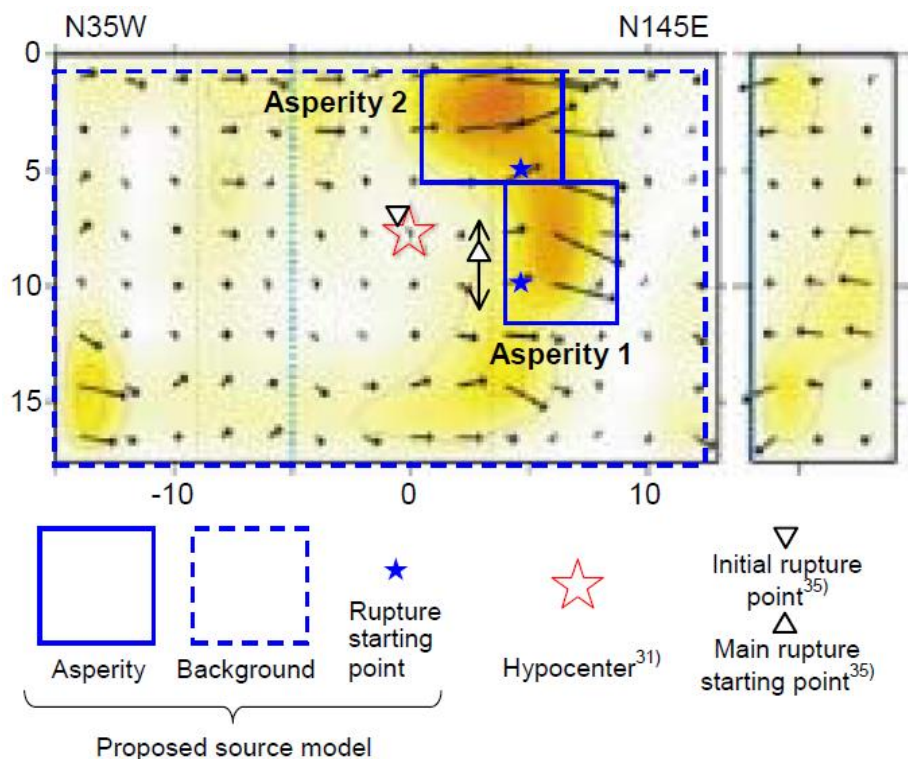 N35W N145E
0
Asperity 2
5
10
Asperity 1
15
-10 0 10
Asperity
Background
Rupture
starting
point
Hypocenter31)
Initial rupture
point35)
Main rupture
starting point35)
Proposed source model